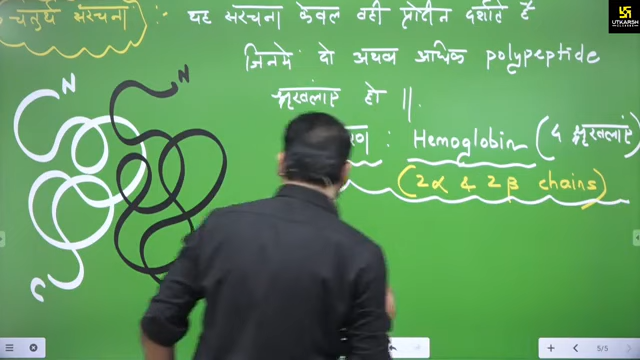 चतुर्थ संरचना :- यह संरचना केवल वही प्रोटीन दर्शाते है
जिनमे दो अथवा अधिक polypeptide
श्रृंखलाएं हो ||.
: Hemoglobin (4 श्रृंखलाएं)
(2α & 2β chains)
N
N
C
UTKARSH
5/5